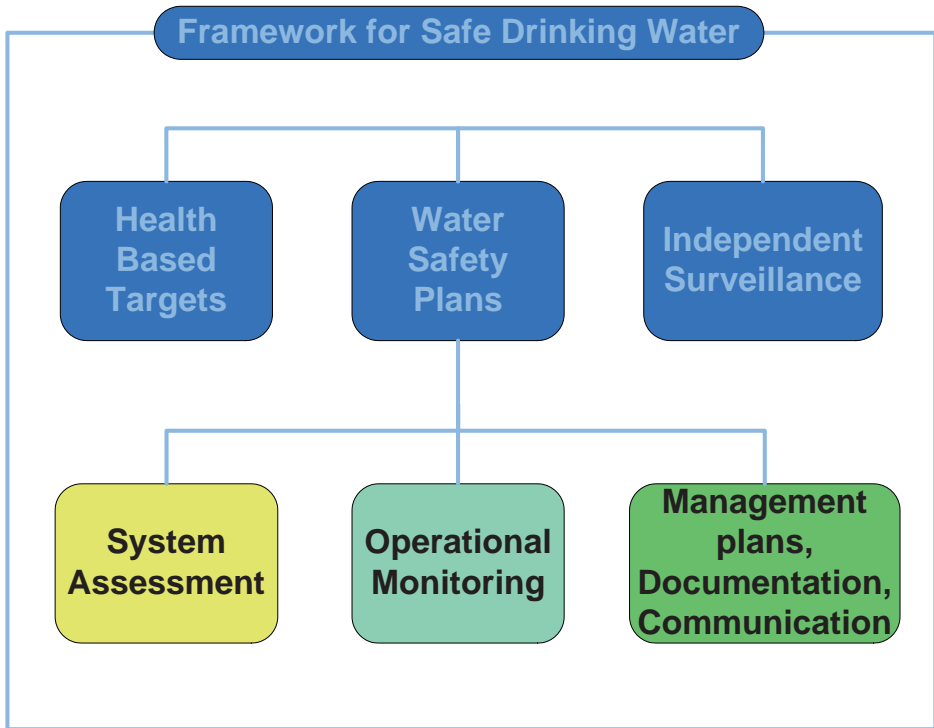 Framework for Safe Drinking Water
Health
Based
Targets
Water
Safety
Plans
Independent
Surveillance
System
Assessment
Operational
Monitoring
Management
plans,
Documentation,
Communication